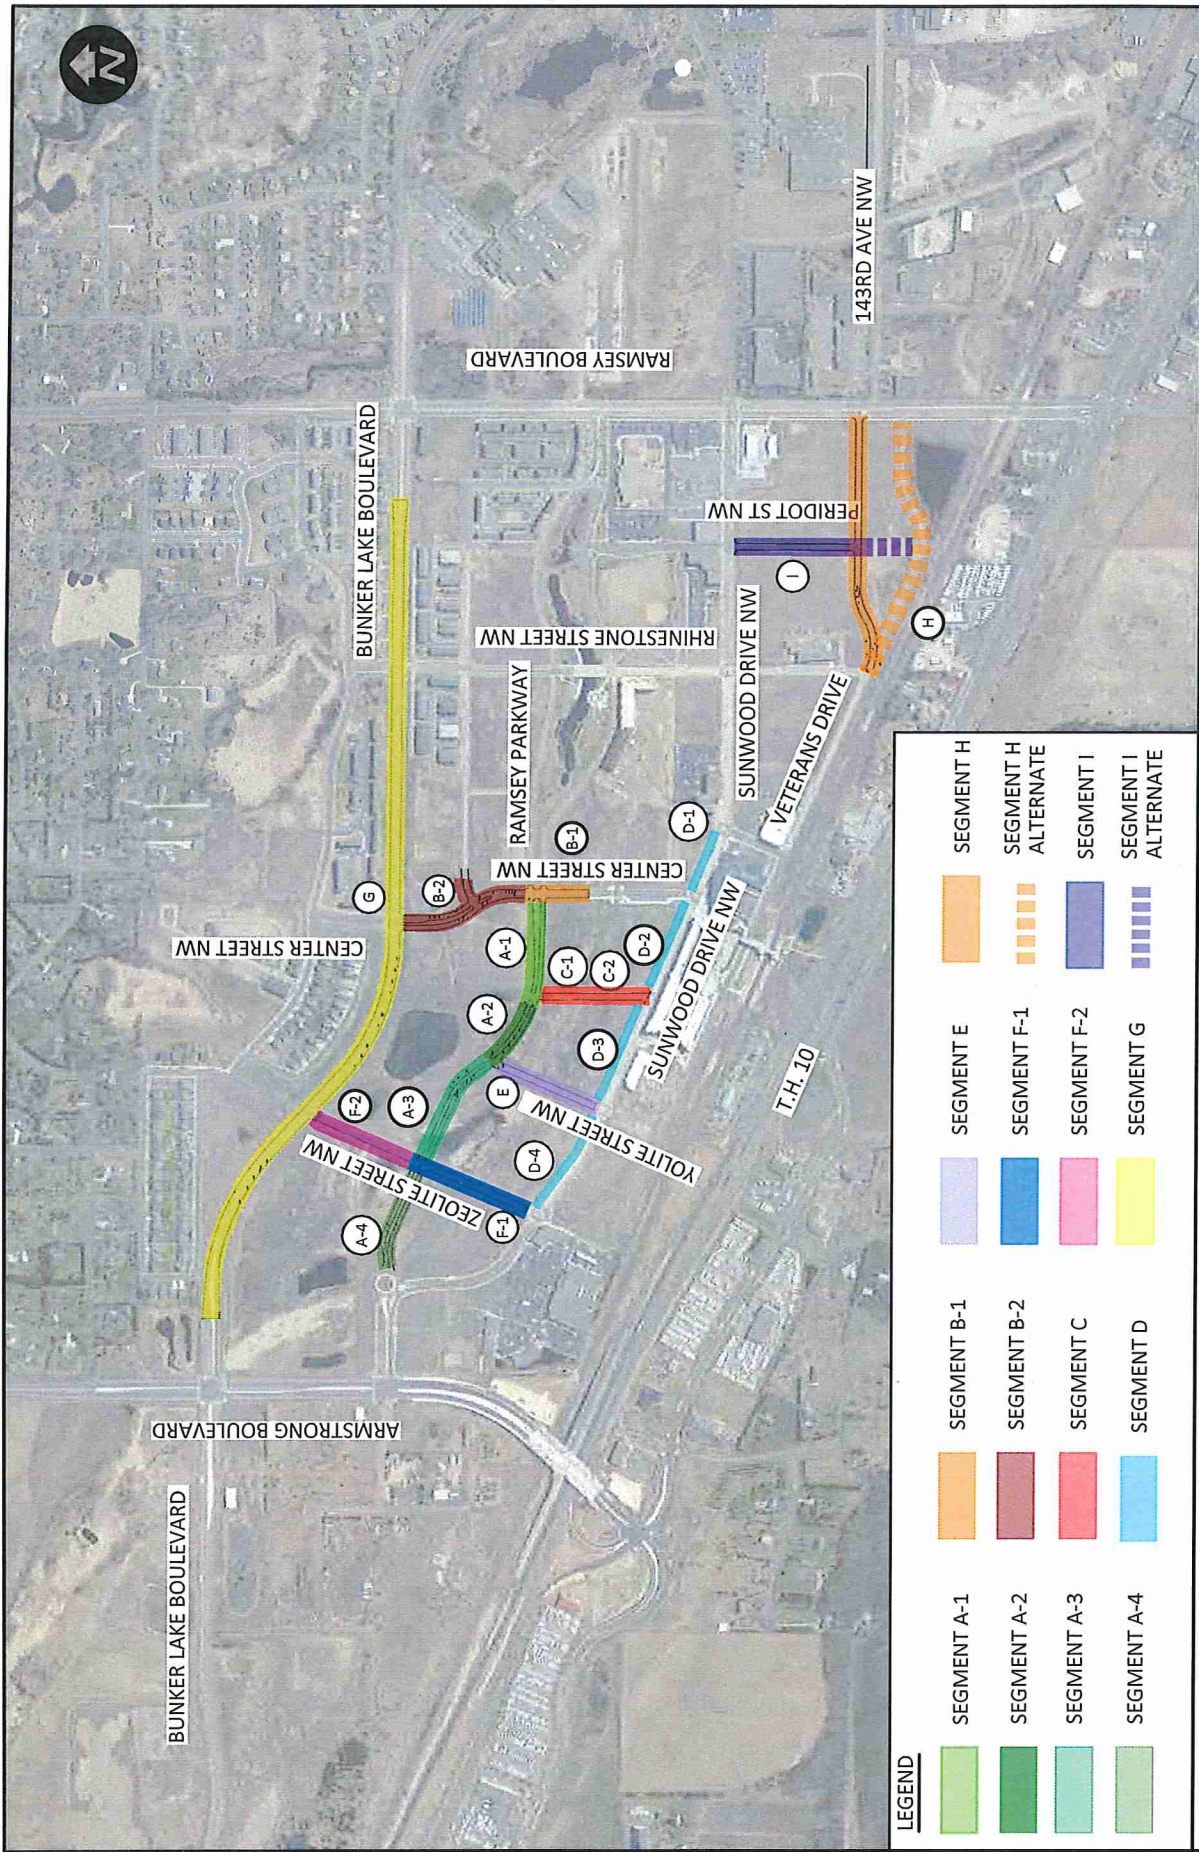 N
BUNKER LAKE BOULEVARD
ARMSTRONG BOULEVARD
CENTER STREET NW
BUNKER LAKE BOULEVARD
RAMSEY BOULEVARD
ZEOLITE STREET NW
RAMSEY PARKWAY
RHINESTONE STREET NW
CENTER STREET NW
YOLITE STREET NW
SUNWOOD DRIVE NW
SUNWOOD DRIVE NW
PERIDOT ST NW
VETERANS DRIVE
143RD AVE NW
T.H. 10
G
B-2
B-1
F-2
A-4
A-3
A-2
A-1
C-1
C-2
E
F-1
D-4
D-3
D-2
D-1
I
H
LEGEND
SEGMENT A-1
SEGMENT A-2
SEGMENT A-3
SEGMENT A-4
SEGMENT B-1
SEGMENT B-2
SEGMENT C
SEGMENT D
SEGMENT E
SEGMENT F-1
SEGMENT F-2
SEGMENT G
SEGMENT H
SEGMENT H
ALTERNATE
SEGMENT I
SEGMENT I
ALTERNATE